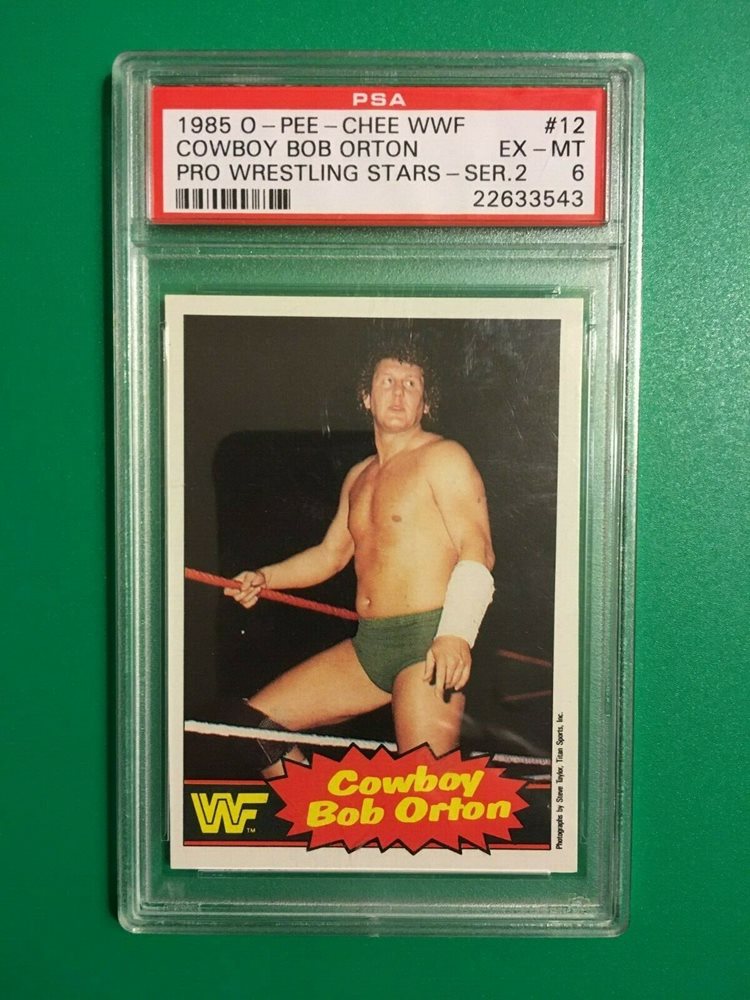 PSA
1985 O-PEE-CHEE WWF #12
COWBOY BOB ORTON EX-MT
PRO WRESTLING STARS-SER.2 6
22633543
Cowboy
Bob Orton
WF TM
Photographs by Steve Taylor, Titan Sports, Inc.